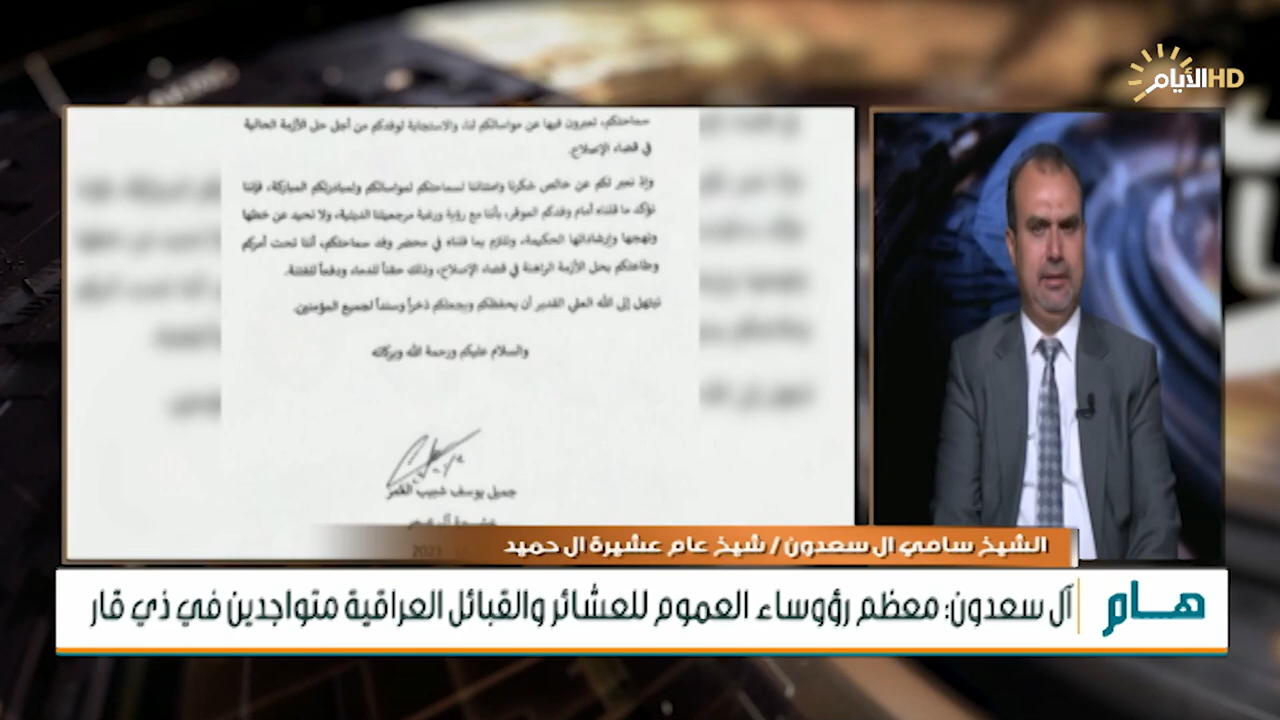 الأيام HD
سماحتكم، تعبرون فيها عن مواساتكم لنا، والاستجابة لوفدكم من أجل حل الأزمة الحالية
في قضاء الإصلاح.
وإذ نعبر لكم عن خالص شكرنا وامتناننا لسماحتكم لمواساتكم ولمبادرتكم المباركة، فإننا
نؤكد ما قلناه أمام وفدكم الموقر، بأننا مع رؤية ورغبة مرجعيتنا الدينية، ولا نحيد عن خطها
ونهجها وإرشاداتها الحكيمة، ونلتزم بما قلناه في محضر وفد سماحتكم، أننا تحت أمركم
وطاعتكم بحل الأزمة الراهنة في قضاء الإصلاح، وذلك حقناً للدماء ودفعاً للفتنة.
نبتهل إلى الله العلي القدير أن يحفظكم ويجعلكم ذخراً وسنداً لجميع المؤمنين.
والسلام عليكم ورحمة الله وبركاته
جميل يوسف شبيب العمر
2023
الشيخ سامي ال سعدون / شيخ عام عشيرة ال حميد
هام
آل سعدون: معظم رؤوساء العموم للعشائر والقبائل العراقية متواجدين في ذي قار